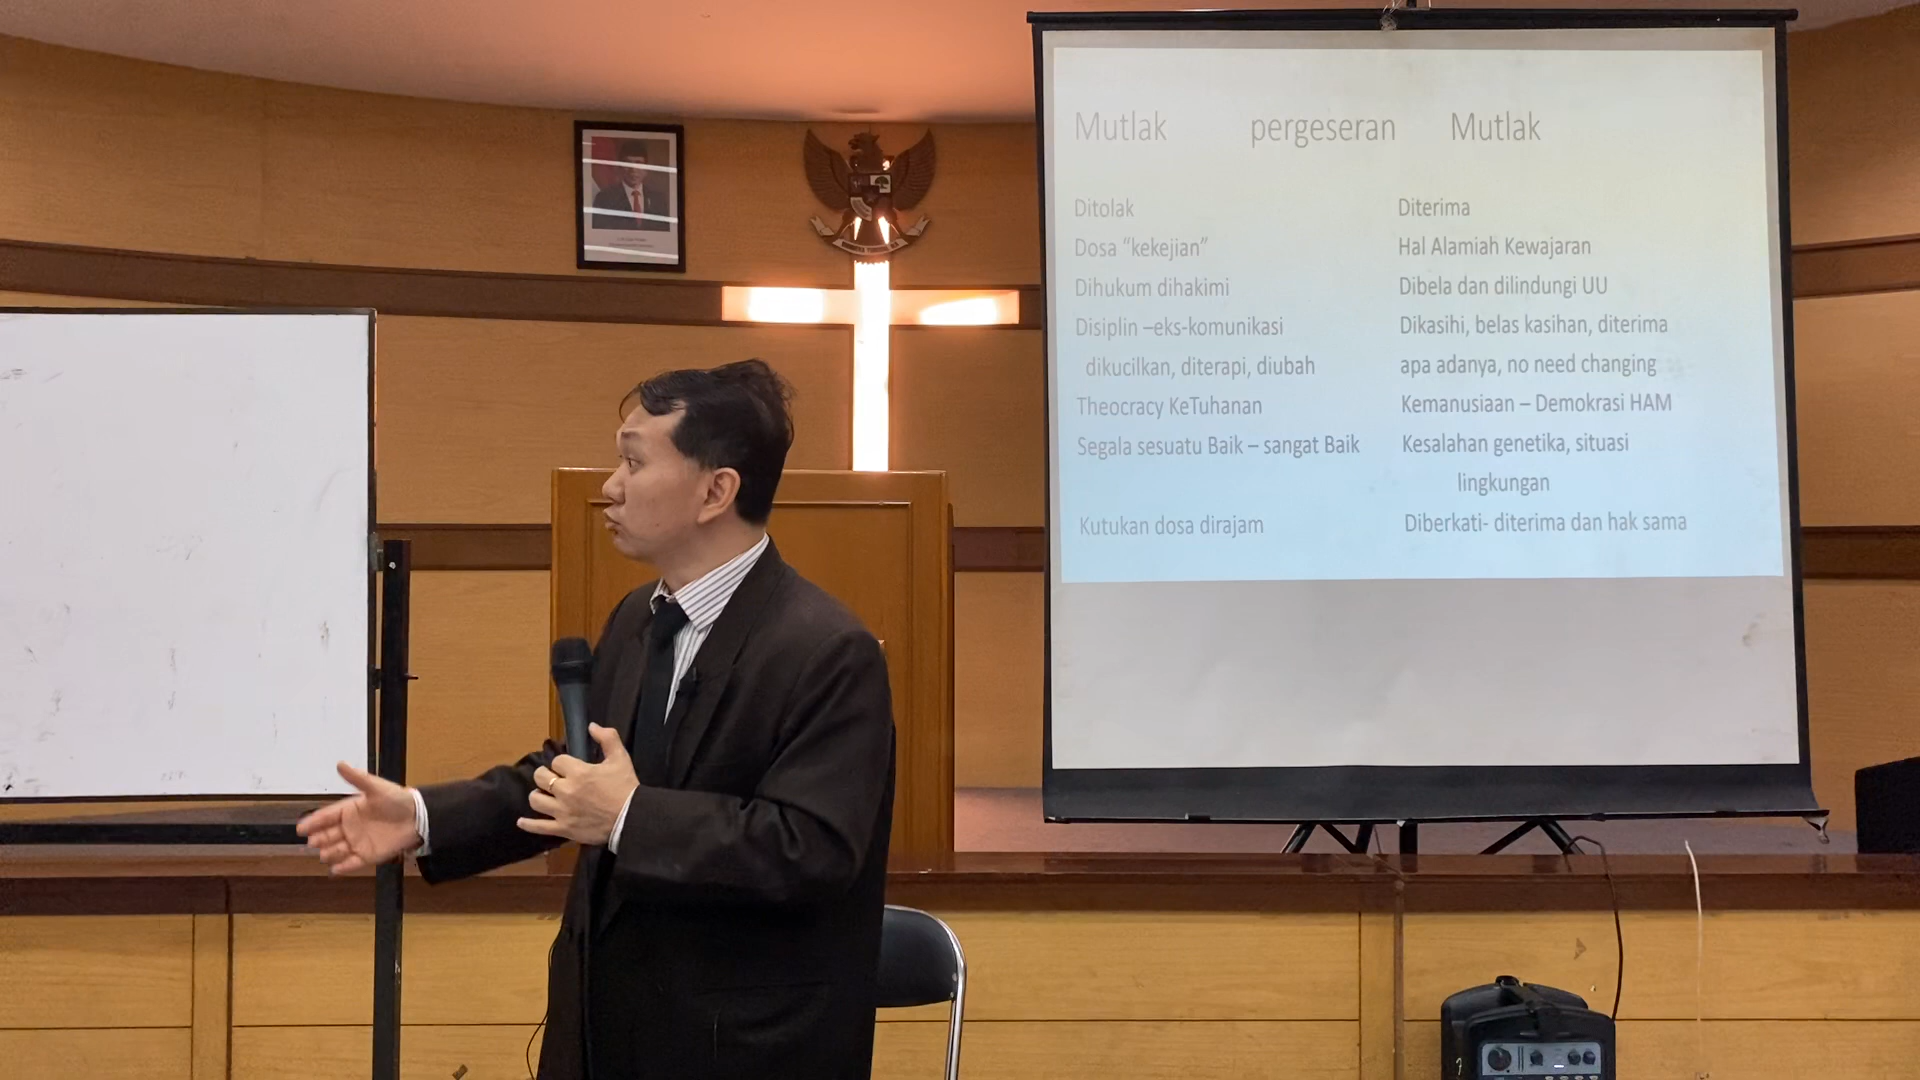 Mutlak pergeseran Mutlak
Ditolak Diterima
Dosa “kekejian” Hal Alamiah Kewajaran
Dihukum dihakimi Dibela dan dilindungi UU
Disiplin –eks-komunikasi Dikasihi, belas kasihan, diterima
dikucilkan, diterapi, diubah apa adanya, no need changing
Theocracy KeTuhanan Kemanusiaan – Demokrasi HAM
Segala sesuatu Baik – sangat Baik Kesalahan genetika, situasi
lingkungan
Kutukan dosa dirajam Diberkati- diterima dan hak sama